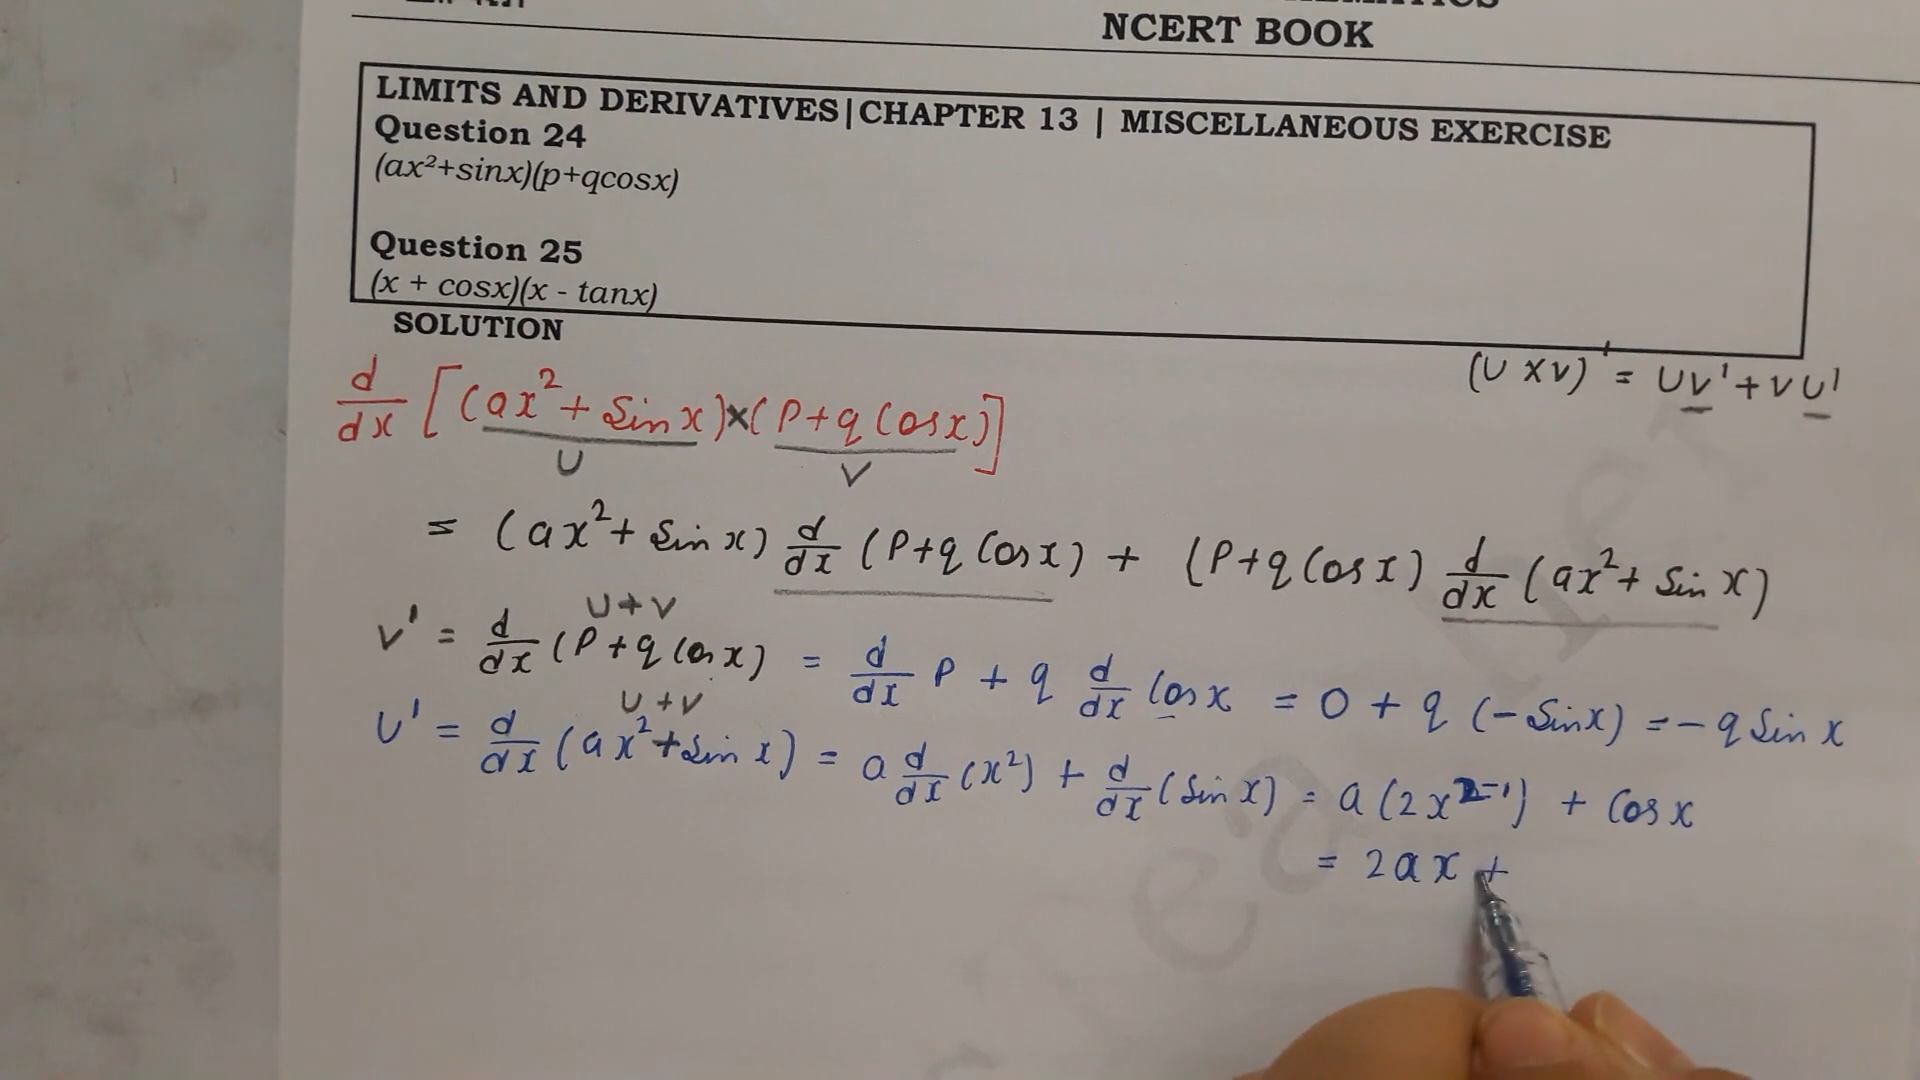 NCERT BOOK
LIMITS AND DERIVATIVES|CHAPTER 13 | MISCELLANEOUS EXERCISE
Question 24
(ax²+sinx)(p+qcosx)
Question 25
(x + cosx)(x - tanx)
SOLUTION
(U x V)' = UV' + VU'
d/dx [(ax² + Sin x) × (P + q Cos x)]
U V
= (ax² + Sin x) d/dx (P + q Cos x) + (P + q Cos x) d/dx (ax² + Sin x)
U + V
V' = d/dx (P + q Cos x) = d/dx P + q d/dx Cos x = 0 + q (- Sin x) = - q Sin x
U + V
U' = d/dx (ax² + Sin x) = a d/dx (x²) + d/dx (Sin x) = a (2x²⁻¹) + Cos x
= 2ax +